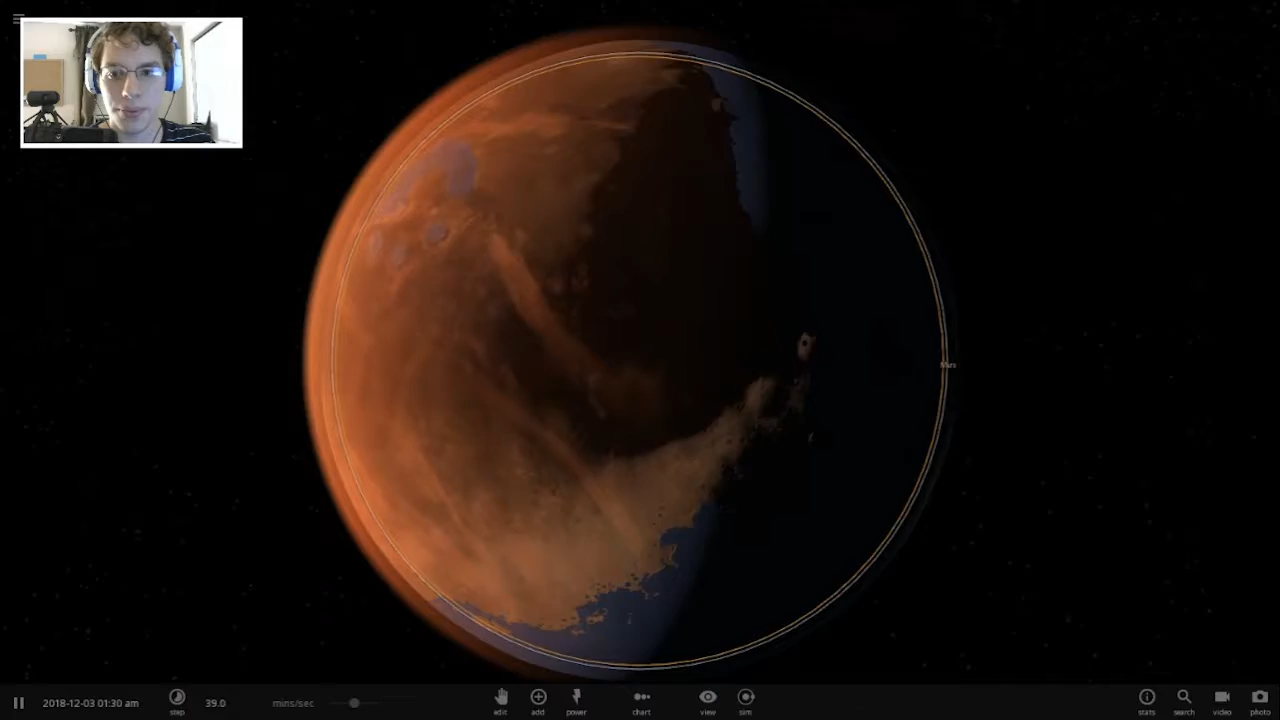 Mars
2018-12-03 01:30 am
step
39.0
mins/sec
edit
add
power
chart
view
sim
stats
search
video
photo